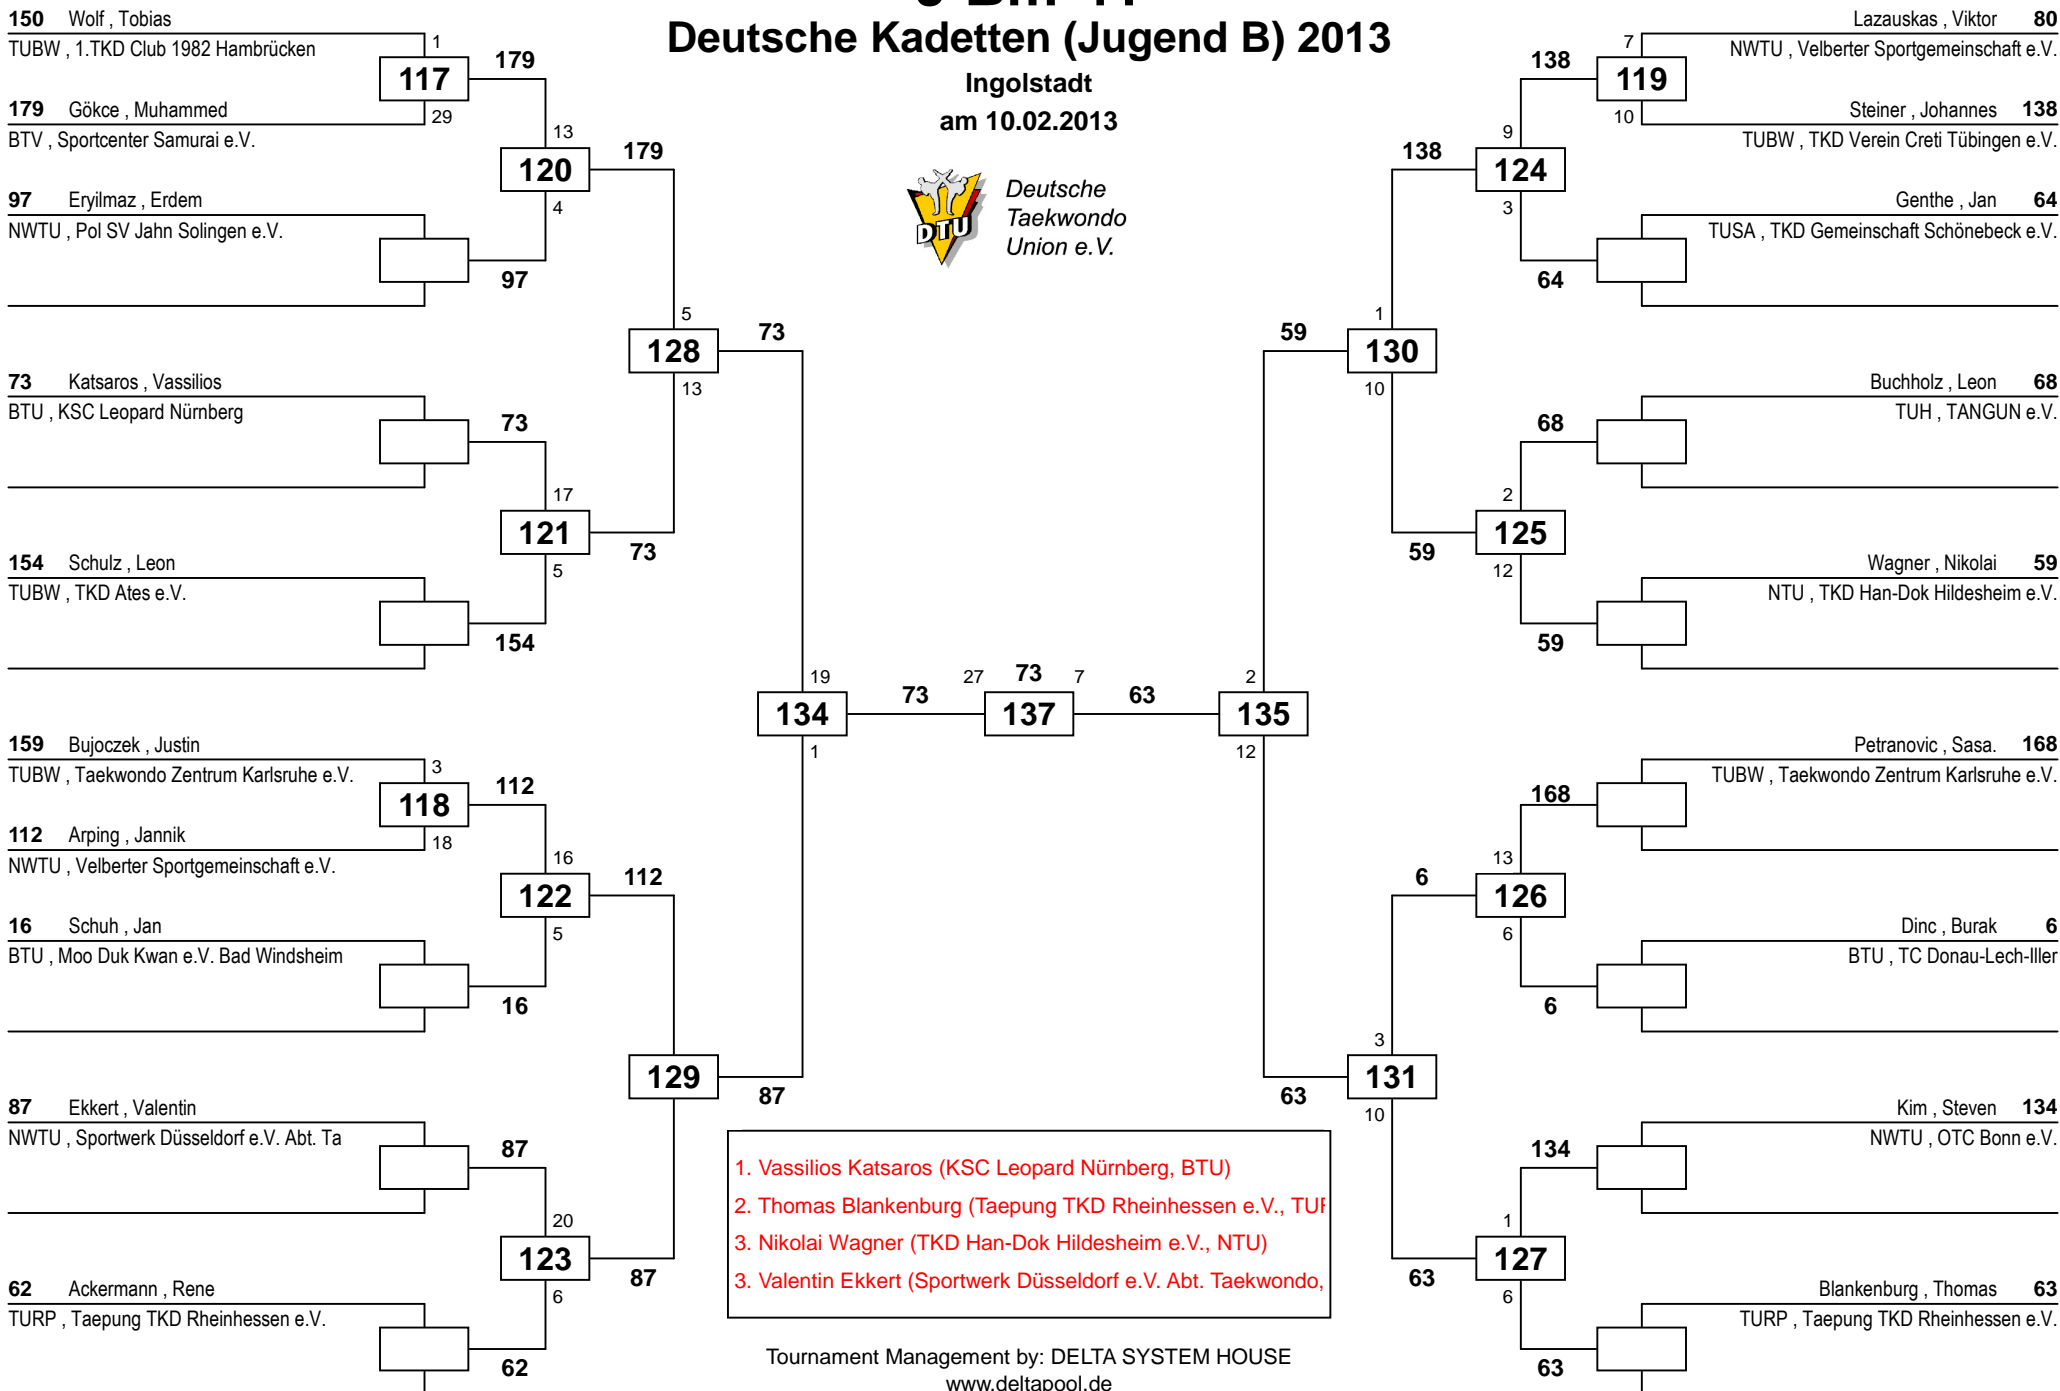 Deutsche Kadetten (Jugend B) 2013
Ingolstadt
am 10.02.2013
DTU
Deutsche
Taekwondo
Union e.V.
150 Wolf , Tobias
TUBW , 1.TKD Club 1982 Hambrücken
1
117
179
29
179 Gökce , Muhammed
BTV , Sportcenter Samurai e.V.
13
120
179
4
97 Eryilmaz , Erdem
NWTU , Pol SV Jahn Solingen e.V.
97
5
128
73
13
73 Katsaros , Vassilios
BTU , KSC Leopard Nürnberg
73
17
121
73
5
154 Schulz , Leon
TUBW , TKD Ates e.V.
154
19
134
73
1
159 Bujoczek , Justin
TUBW , Taekwondo Zentrum Karlsruhe e.V.
3
118
112
18
112 Arping , Jannik
NWTU , Velberter Sportgemeinschaft e.V.
16
122
112
5
16 Schuh , Jan
BTU , Moo Duk Kwan e.V. Bad Windsheim
16
129
87
87 Ekkert , Valentin
NWTU , Sportwerk Düsseldorf e.V. Abt. Ta
87
20
123
87
6
62 Ackermann , Rene
TURP , Taepung TKD Rheinhessen e.V.
62
27 73 7
137
63
2
135
12
Lazauskas , Viktor 80
NWTU , Velberter Sportgemeinschaft e.V.
7
138
119
10
Steiner , Johannes 138
TUBW , TKD Verein Creti Tübingen e.V.
9
138
124
3
Genthe , Jan 64
TUSA , TKD Gemeinschaft Schönebeck e.V.
64
1
59
130
10
Buchholz , Leon 68
TUH , TANGUN e.V.
68
2
125
59
12
Wagner , Nikolai 59
NTU , TKD Han-Dok Hildesheim e.V.
59
Petranovic , Sasa. 168
TUBW , Taekwondo Zentrum Karlsruhe e.V.
168
13
6
126
6
Dinc , Burak 6
BTU , TC Donau-Lech-Iller
6
3
131
63
10
Kim , Steven 134
NWTU , OTC Bonn e.V.
134
1
127
63
6
Blankenburg , Thomas 63
TURP , Taepung TKD Rheinhessen e.V.
63
1. Vassilios Katsaros (KSC Leopard Nürnberg, BTU)
2. Thomas Blankenburg (Taepung TKD Rheinhessen e.V.,
3. Nikolai Wagner (TKD Han-Dok Hildesheim e.V., NTU)
3. Valentin Ekkert (Sportwerk Düsseldorf e.V. Abt. Taekwondo,
Tournament Management by: DELTA SYSTEM HOUSE
www.deltapool.de